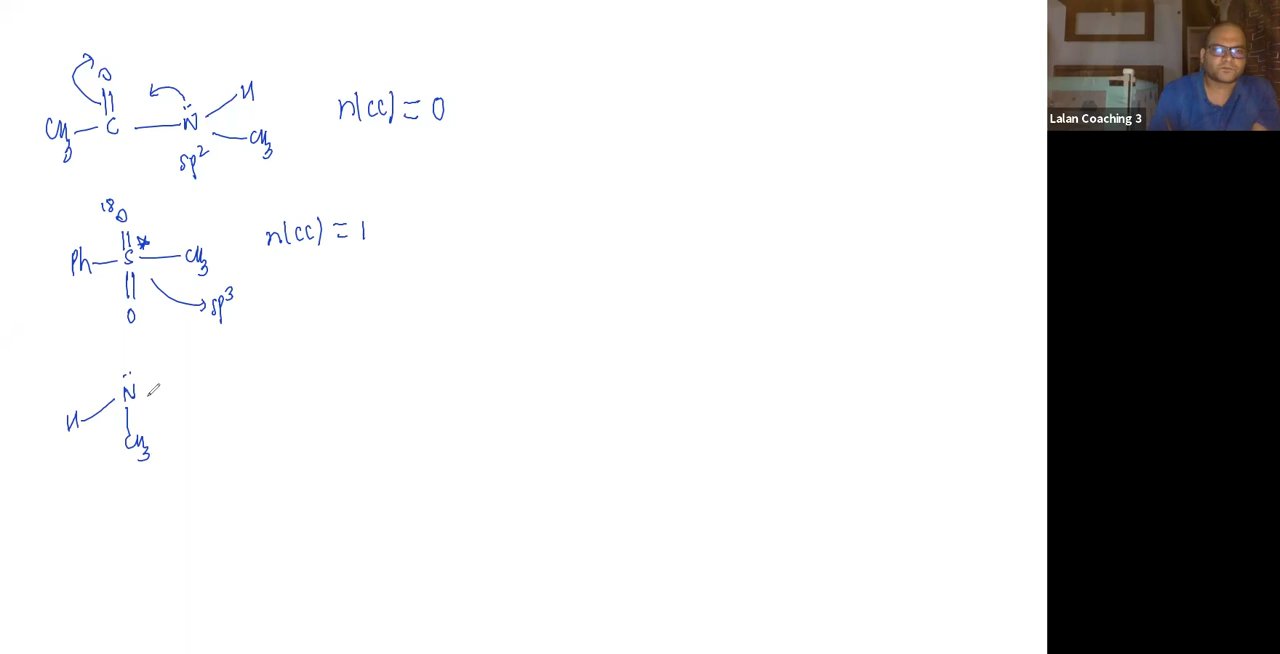 O
CH3 - C - N̈ - H
CH3
sp²
n(cc) = 0
18O
Ph - S* - CH3
O
sp3
n(cc) = 1
N̈
H
CH3
Lalan Coaching 3